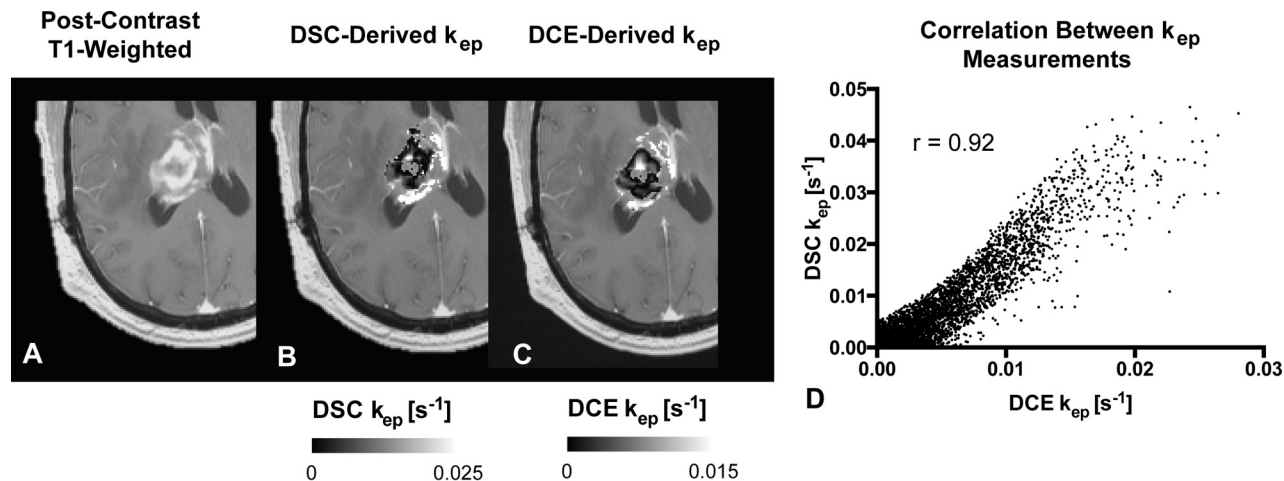 Post-Contrast
T1-Weighted
DSC-Derived kep
DCE-Derived kep
A
B
C
DSC kep [s-1]
0
0.025
DCE kep [s-1]
0
0.015
Correlation Between kep
Measurements
r = 0.92
DSC kep [s-1]
0.05
0.04
0.03
0.02
0.01
0.00
0.00
0.01
0.02
0.03
D
DCE kep [s-1]